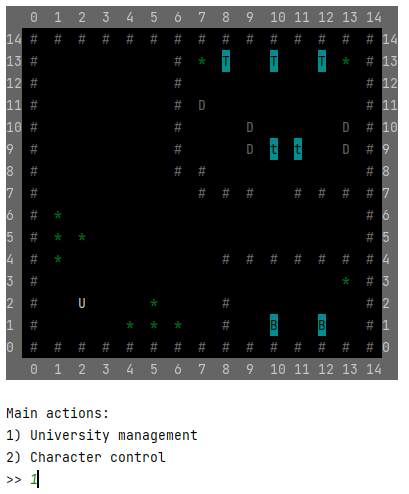 0 1 2 3 4 5 6 7 8 9 10 11 12 13 14
14 # # # # # # # # # # # # # # # 14
13 # # * T T T * # 13
12 # # # 12
11 # # D # 11
10 # # D D # 10
9 # # D t t D # 9
8 # # # # 8
7 # # # # # # # # 7
6 # * # 6
5 # * * # 5
4 # * # # # # # # # 4
3 # * # 3
2 # U * # # 2
1 # * * * # B B # 1
0 # # # # # # # # # # # # # # # 0
0 1 2 3 4 5 6 7 8 9 10 11 12 13 14
Main actions:
1) University management
2) Character control
>> 1